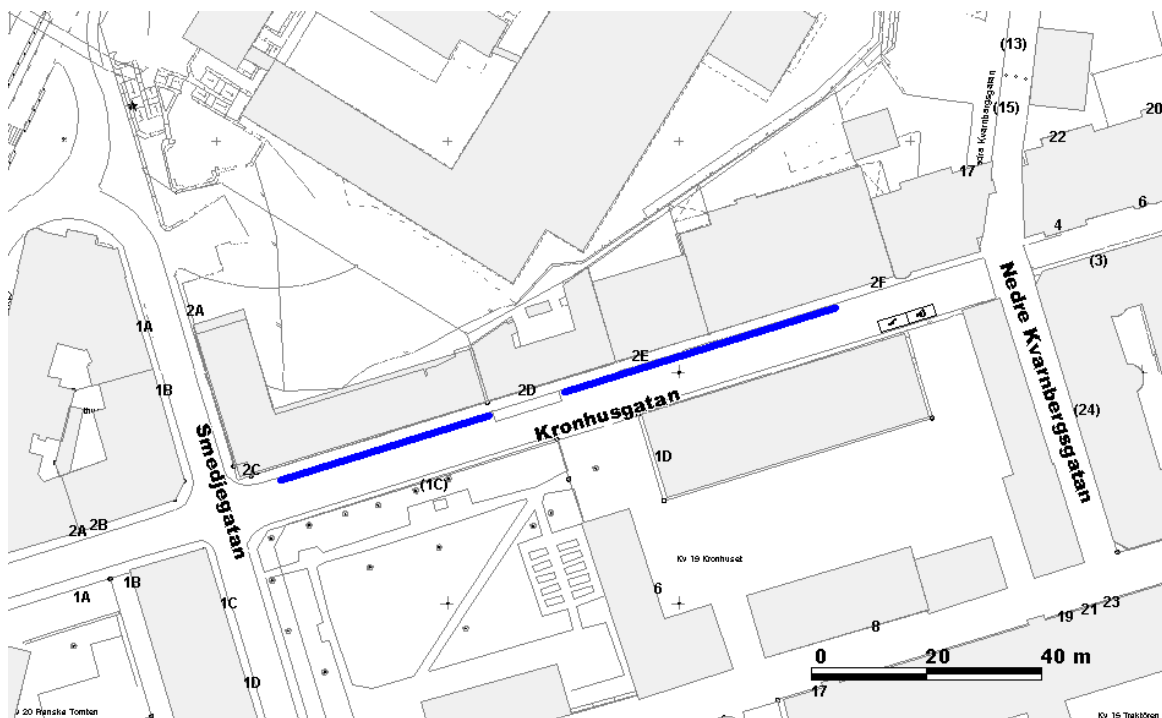 (13)
(15)
20
22
17
6
4
(3)
2F
2A
1A
2E
1B
2D
Kronhusgatan
Nedre Kvarnbergsgatan
(24)
Smedjegatan
2C
1D
(1C)
2B
2A
Kv 19 Kronhuset
1B
1A
1C
6
23
21
19
8
0 20 40 m
1D
17
20 Franska Tomten
Kv 15 Traktören